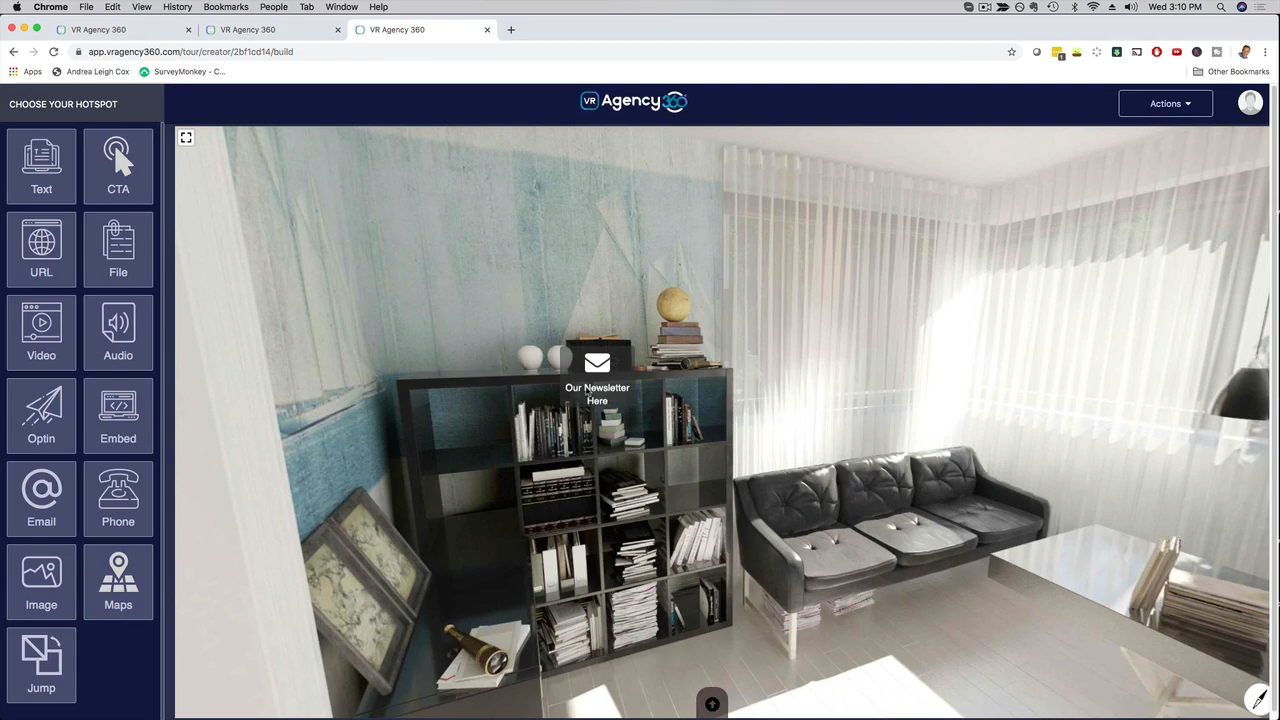 Chrome File Edit View History Bookmarks People Tab Window Help Wed 3:10 PM
VR Agency 360 VR Agency 360 VR Agency 360
app.vragency360.com/tour/creator/2bf1cd14/build
Apps Andrea Leigh Cox SurveyMonkey - C... Other Bookmarks
CHOOSE YOUR HOTSPOT
VR Agency 360
Actions
Text CTA
URL File
Video Audio
Optin Embed
Email Phone
Image Maps
Jump
Our Newsletter
Here